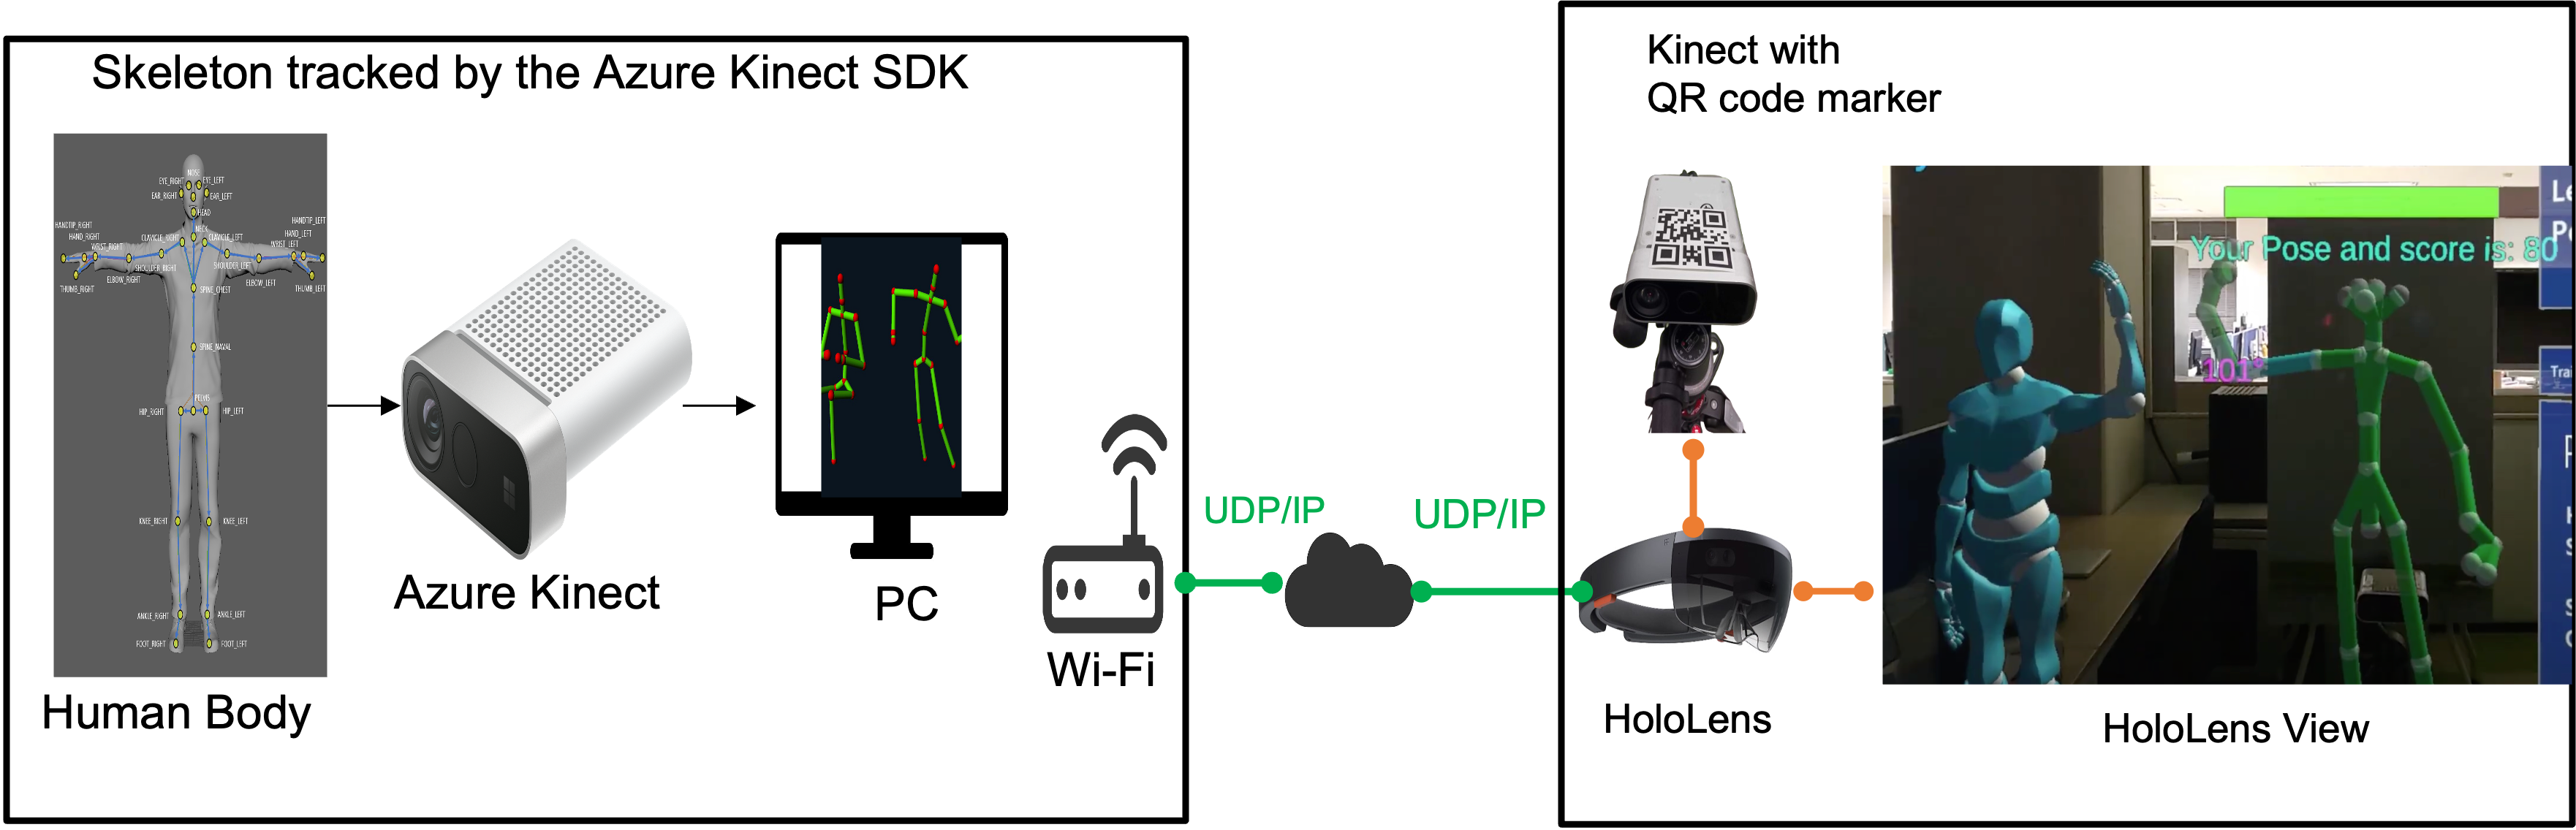 Skeleton tracked by the Azure Kinect SDK
NOSE
EYE_RIGHT
EYE_LEFT
EAR_RIGHT
EAR_LEFT
HEAD
HANDTIP_RIGHT
HANDTIP_LEFT
NECK
HAND_RIGHT
HAND_LEFT
CLAVICLE_RIGHT
CLAVICLE_LEFT
WRIST_RIGHT
WRIST_LEFT
SHOULDER_RIGHT
SHOULDER_LEFT
ELBOW_RIGHT
ELBOW_LEFT
THUMB_RIGHT
SPINE_CHEST
THUMB_LEFT
SPINE_NAVAL
PELVIS
HIP_RIGHT
HIP_LEFT
KNEE_RIGHT
KNEE_LEFT
ANKLE_RIGHT
ANKLE_LEFT
FOOT_RIGHT
FOOT_LEFT
Human Body
Azure Kinect
PC
Wi-Fi
UDP/IP
UDP/IP
Kinect with
QR code marker
HoloLens
Your Pose and score is: 80
101°
HoloLens View